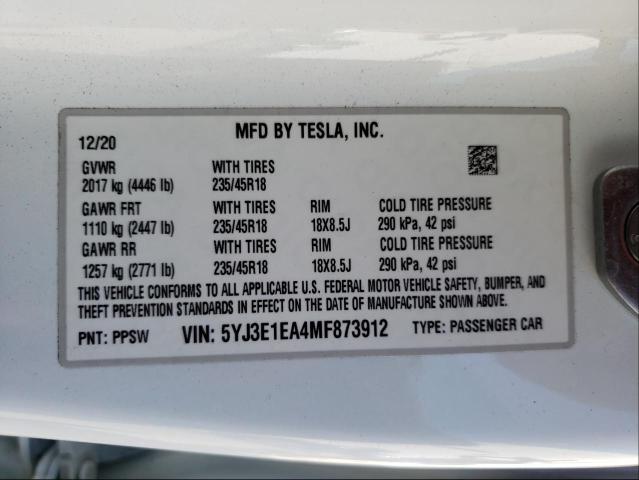 MFD BY TESLA, INC.
12/20
GVWR WITH TIRES
2017 kg (4446 lb) 235/45R18
GAWR FRT WITH TIRES RIM COLD TIRE PRESSURE
1110 kg (2447 lb) 235/45R18 18X8.5J 290 kPa, 42 psi
GAWR RR WITH TIRES RIM COLD TIRE PRESSURE
1257 kg (2771 lb) 235/45R18 18X8.5J 290 kPa, 42 psi
THIS VEHICLE CONFORMS TO ALL APPLICABLE U.S. FEDERAL MOTOR VEHICLE SAFETY, BUMPER, AND
THEFT PREVENTION STANDARDS IN EFFECT ON THE DATE OF MANUFACTURE SHOWN ABOVE.
PNT: PPSW VIN: 5YJ3E1EA4MF873912 TYPE: PASSENGER CAR